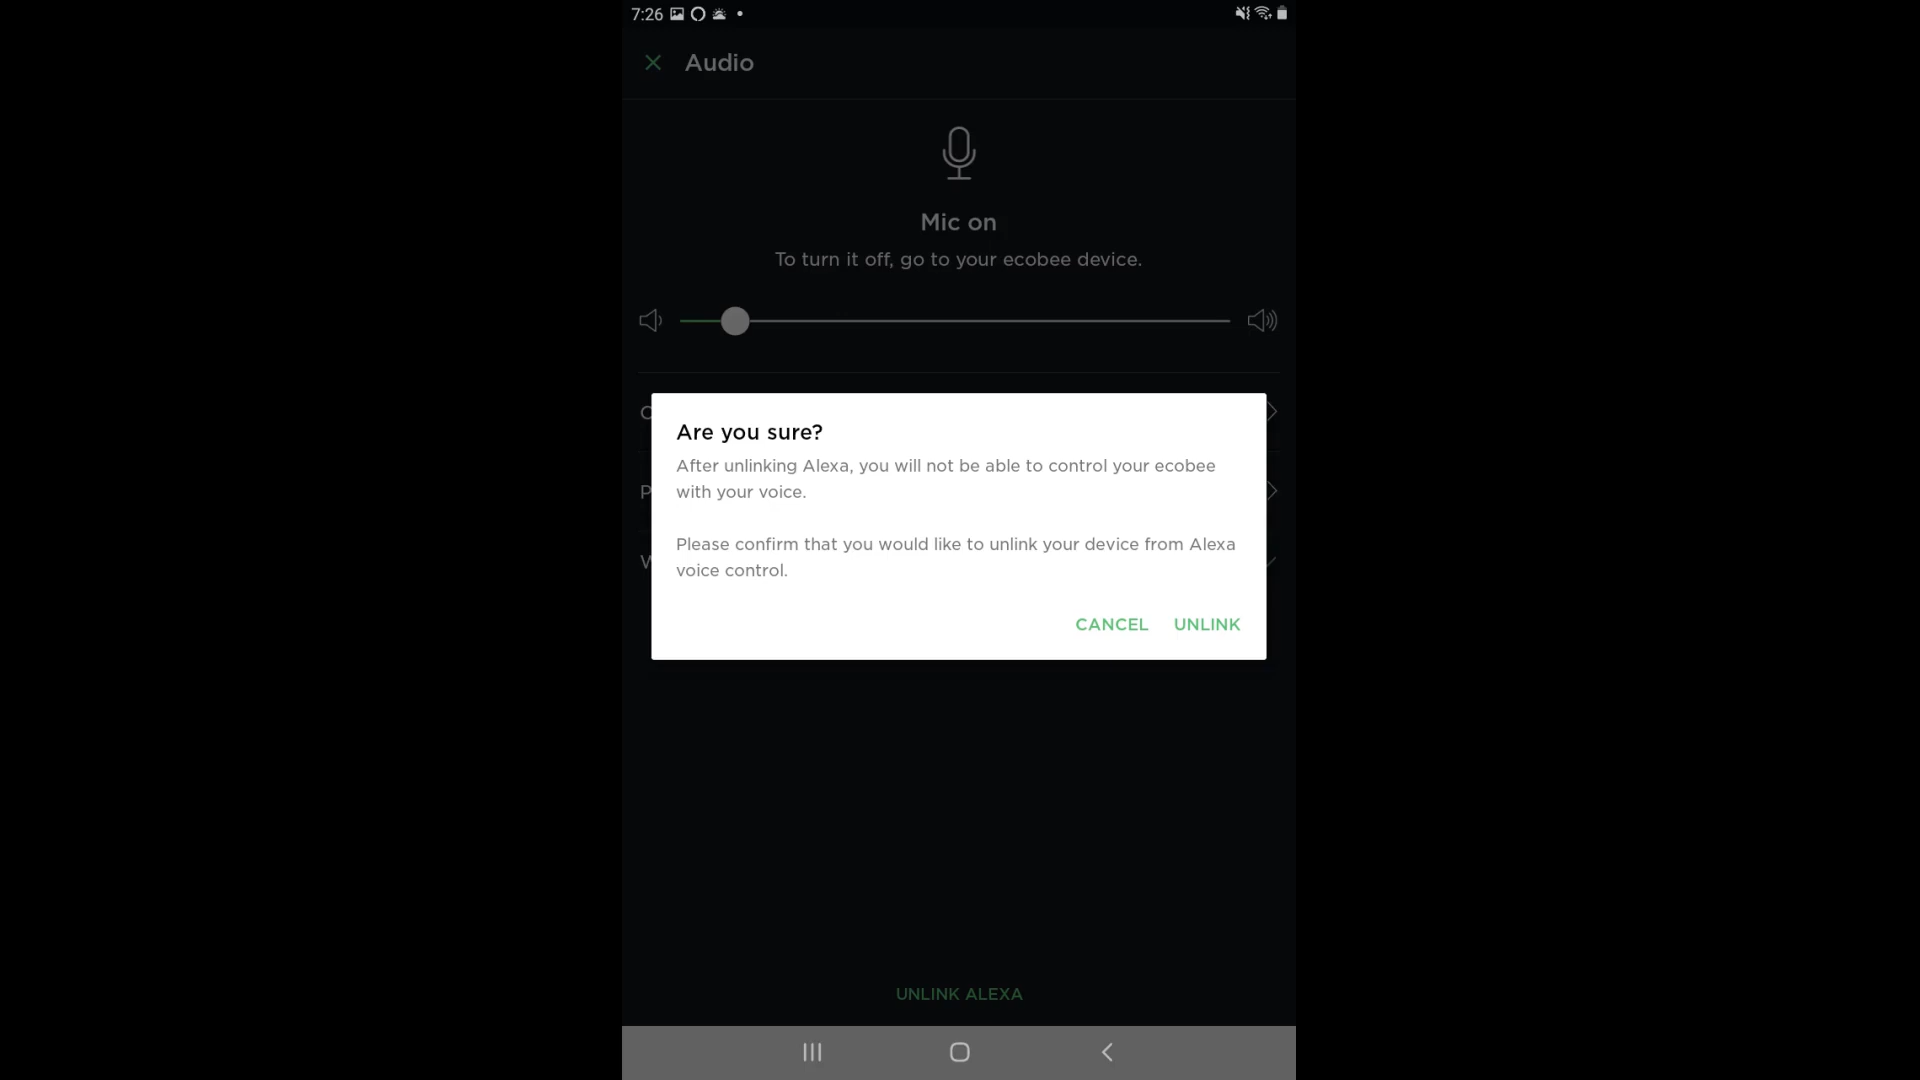 7:26
Audio
Mic on
To turn it off, go to your ecobee device.
Are you sure?
After unlinking Alexa, you will not be able to control your ecobee
with your voice.
Please confirm that you would like to unlink your device from Alexa
voice control.
CANCEL UNLINK
UNLINK ALEXA